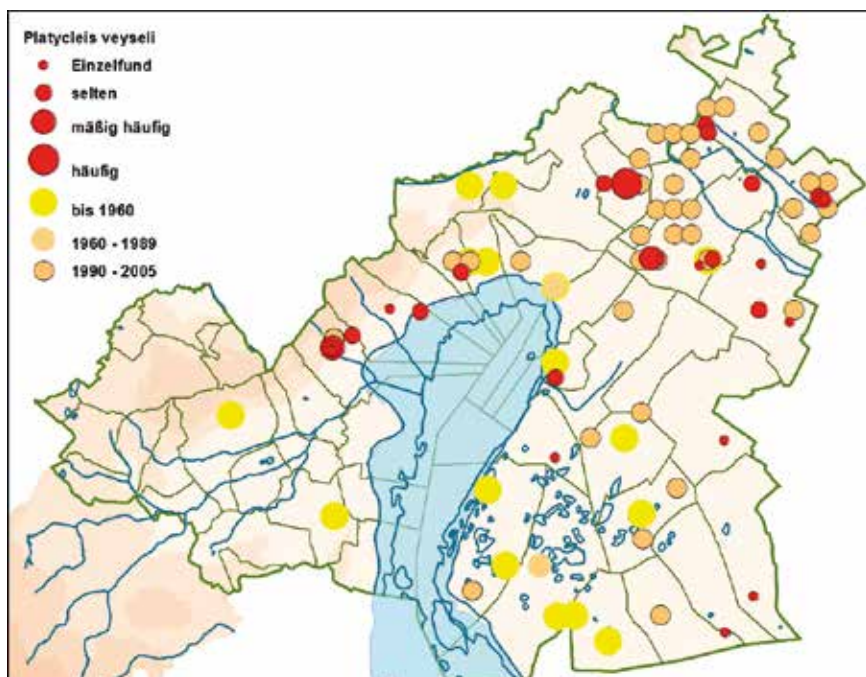 Platycleis veyseli
Einzelfund
selten
mäßig häufig
häufig
bis 1960
1960 - 1989
1990 - 2005
10